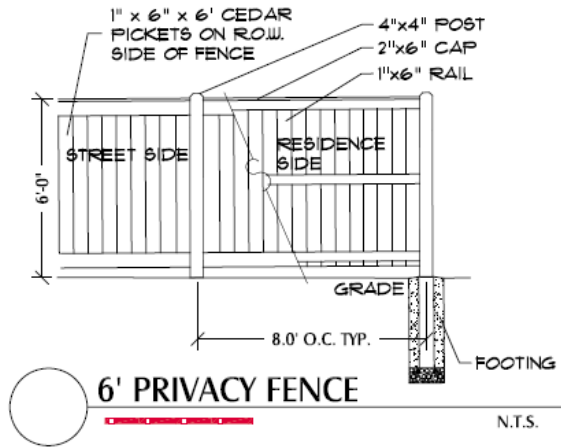 1" x 6" x 6' CEDAR
PICKETS ON R.O.W.
SIDE OF FENCE
4"x4" POST
2"x6" CAP
1"x6" RAIL
STREET SIDE
RESIDENCE
SIDE
6'-0"
GRADE
8.0' O.C. TYP.
FOOTING
6' PRIVACY FENCE
N.T.S.